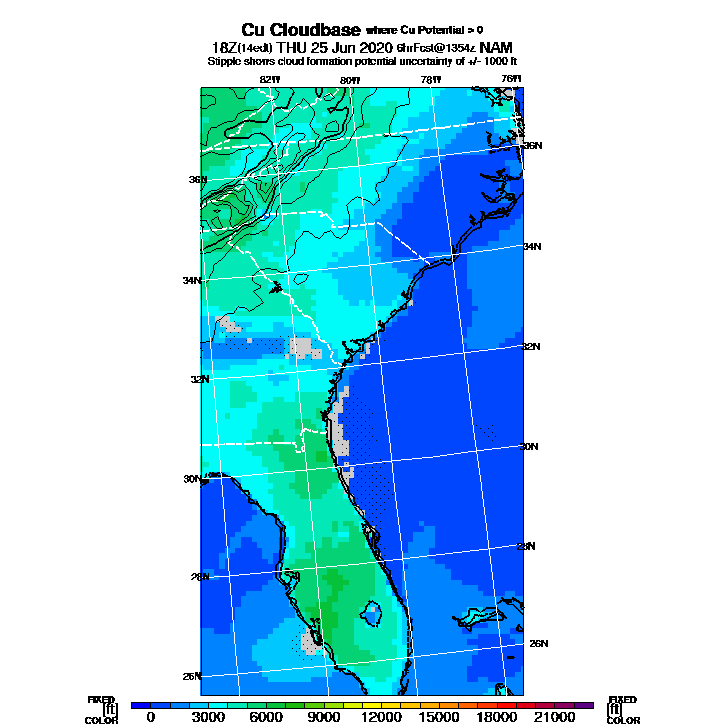 Cu Cloudbase where Cu Potential > 0
18Z(14edt) THU 25 Jun 2020 6hrFcst@1354z NAM
Stipple shows cloud formation potential uncertainty of +/- 1000 ft
82W 80W 78W 76W
36N 36N
34N 34N
32N 32N
30N 30N
28N 28N
26N 26N
FIXED FIXED
[ft] [ft]
COLOR 0 3000 6000 9000 12000 15000 18000 21000 COLOR